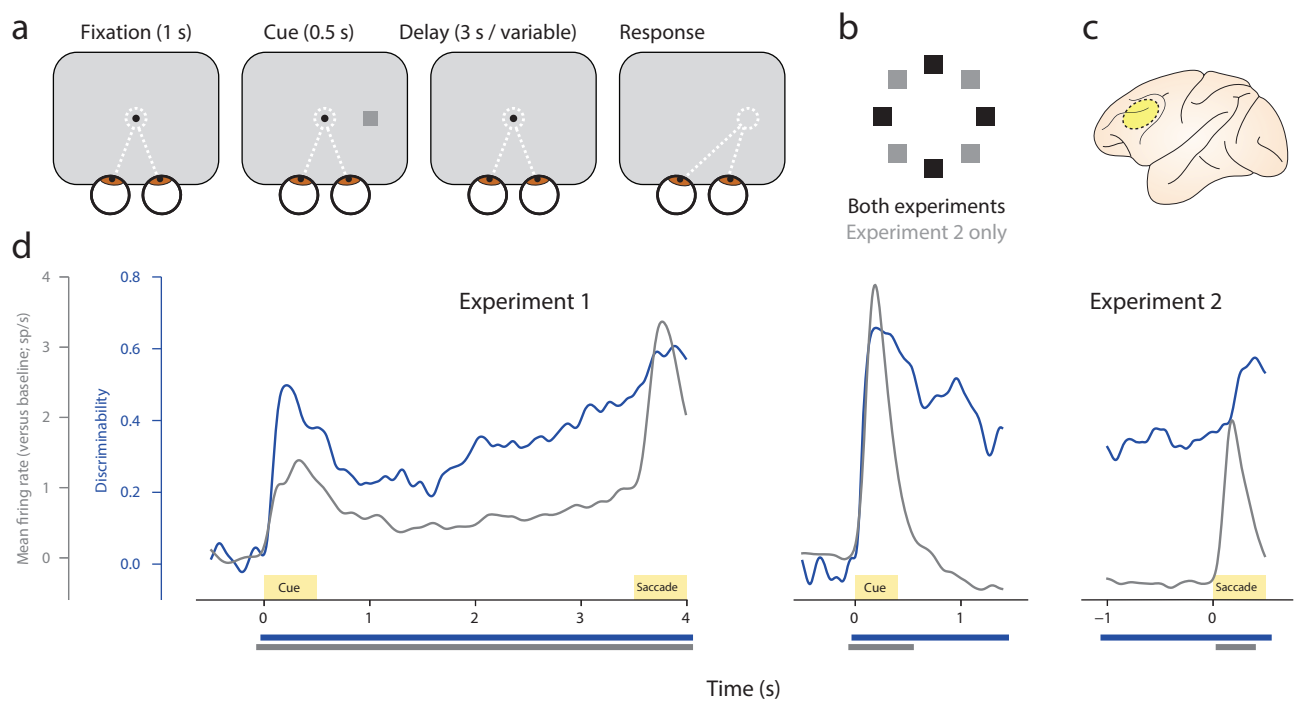 a
Fixation (1 s)
Cue (0.5 s)
Delay (3 s / variable)
Response
b
Both experiments
Experiment 2 only
c
d
Mean firing rate (versus baseline; sp/s)
4
3
2
1
0
Discriminability
0.8
0.6
0.4
0.2
0.0
Experiment 1
Cue
Saccade
0 1 2 3 4
Experiment 2
Cue
0 1
Saccade
−1 0
Time (s)